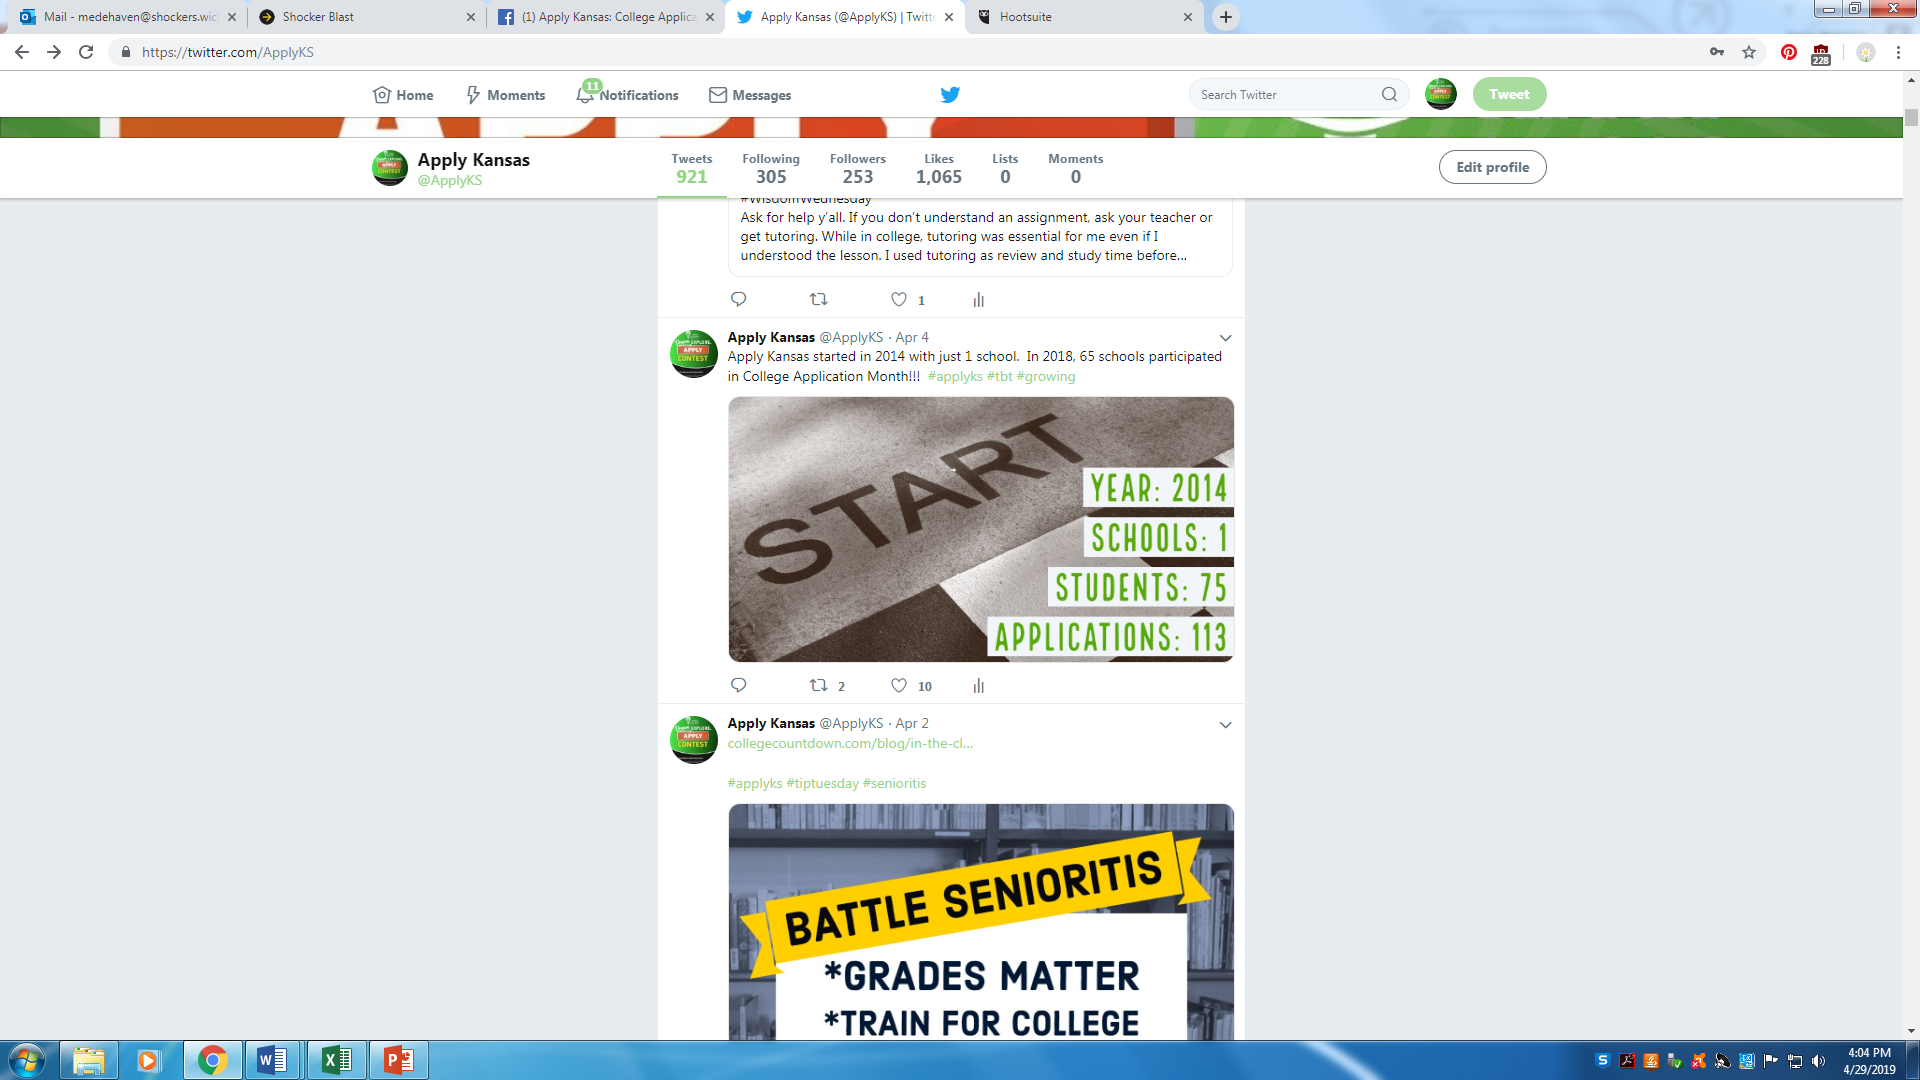 Mail - medehaven@shockers.wic
Shocker Blast
(1) Apply Kansas: College Applica
Apply Kansas (@ApplyKS) | Twitte
Hootsuite
https://twitter.com/ApplyKS
228
Home
Moments
11
Notifications
Messages
Search Twitter
Tweet
Apply Kansas
@ApplyKS
Tweets
921
Following
305
Followers
253
Likes
1,065
Lists
0
Moments
0
Edit profile
#WisdomWednesday
Ask for help y'all. If you don't understand an assignment, ask your teacher or
get tutoring. While in college, tutoring was essential for me even if I
understood the lesson. I used tutoring as review and study time before...
1
Apply Kansas @ApplyKS · Apr 4
Apply Kansas started in 2014 with just 1 school. In 2018, 65 schools participated
in College Application Month!!! #applyks #tbt #growing
START
YEAR: 2014
SCHOOLS: 1
STUDENTS: 75
APPLICATIONS: 113
2
10
Apply Kansas @ApplyKS · Apr 2
collegecountdown.com/blog/in-the-cl...
#applyks #tiptuesday #senioritis
BATTLE SENIORITIS
*GRADES MATTER
*TRAIN FOR COLLEGE
4:04 PM
4/29/2019